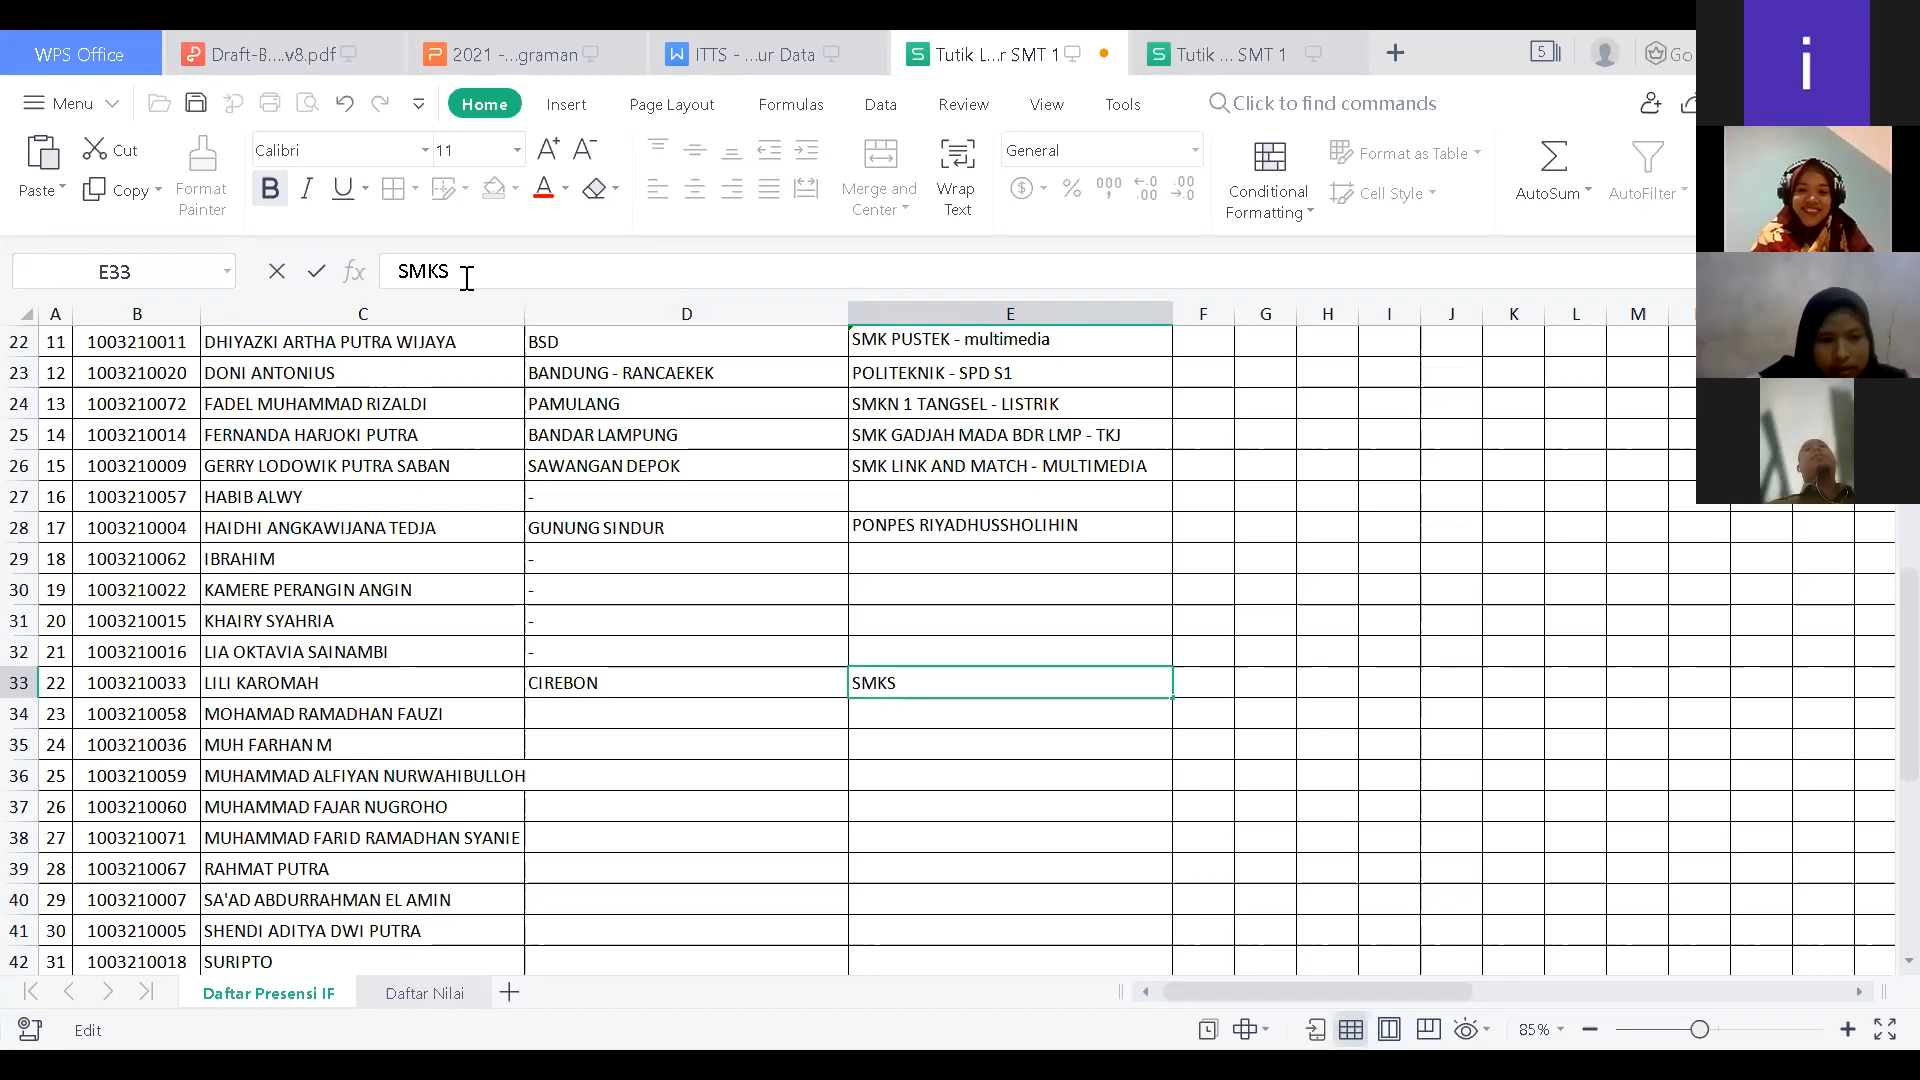 WPS Office
Draft-B....v8.pdf
2021 -...graman
ITTS - ...ur Data
Tutik L...r SMT 1
Tutik ... SMT 1
5
Go
i
Menu
Home
Insert
Page Layout
Formulas
Data
Review
View
Tools
Click to find commands
Paste
Cut
Copy
Format Painter
Calibri
11
A+
A-
B
I
U
A
Merge and Center
Wrap Text
General
%
000
.00
.00
Conditional Formatting
Format as Table
Cell Style
AutoSum
AutoFilter
E33
fx
SMKS
A B C D E F G H I J K L M
22 11 1003210011 DHIYAZKI ARTHA PUTRA WIJAYA BSD SMK PUSTEK - multimedia
23 12 1003210020 DONI ANTONIUS BANDUNG - RANCAEKEK POLITEKNIK - SPD S1
24 13 1003210072 FADEL MUHAMMAD RIZALDI PAMULANG SMKN 1 TANGSEL - LISTRIK
25 14 1003210014 FERNANDA HARJOKI PUTRA BANDAR LAMPUNG SMK GADJAH MADA BDR LMP - TKJ
26 15 1003210009 GERRY LODOWIK PUTRA SABAN SAWANGAN DEPOK SMK LINK AND MATCH - MULTIMEDIA
27 16 1003210057 HABIB ALWY -
28 17 1003210004 HAIDHI ANGKAWIJANA TEDJA GUNUNG SINDUR PONPES RIYADHUSSHOLIHIN
29 18 1003210062 IBRAHIM -
30 19 1003210022 KAMERE PERANGIN ANGIN -
31 20 1003210015 KHAIRY SYAHRIA -
32 21 1003210016 LIA OKTAVIA SAINAMBI -
33 22 1003210033 LILI KAROMAH CIREBON SMKS
34 23 1003210058 MOHAMAD RAMADHAN FAUZI
35 24 1003210036 MUH FARHAN M
36 25 1003210059 MUHAMMAD ALFIYAN NURWAHIBULLOH
37 26 1003210060 MUHAMMAD FAJAR NUGROHO
38 27 1003210071 MUHAMMAD FARID RAMADHAN SYANIE
39 28 1003210067 RAHMAT PUTRA
40 29 1003210007 SA'AD ABDURRAHMAN EL AMIN
41 30 1003210005 SHENDI ADITYA DWI PUTRA
42 31 1003210018 SURIPTO
Daftar Presensi IF
Daftar Nilai
Edit
85%